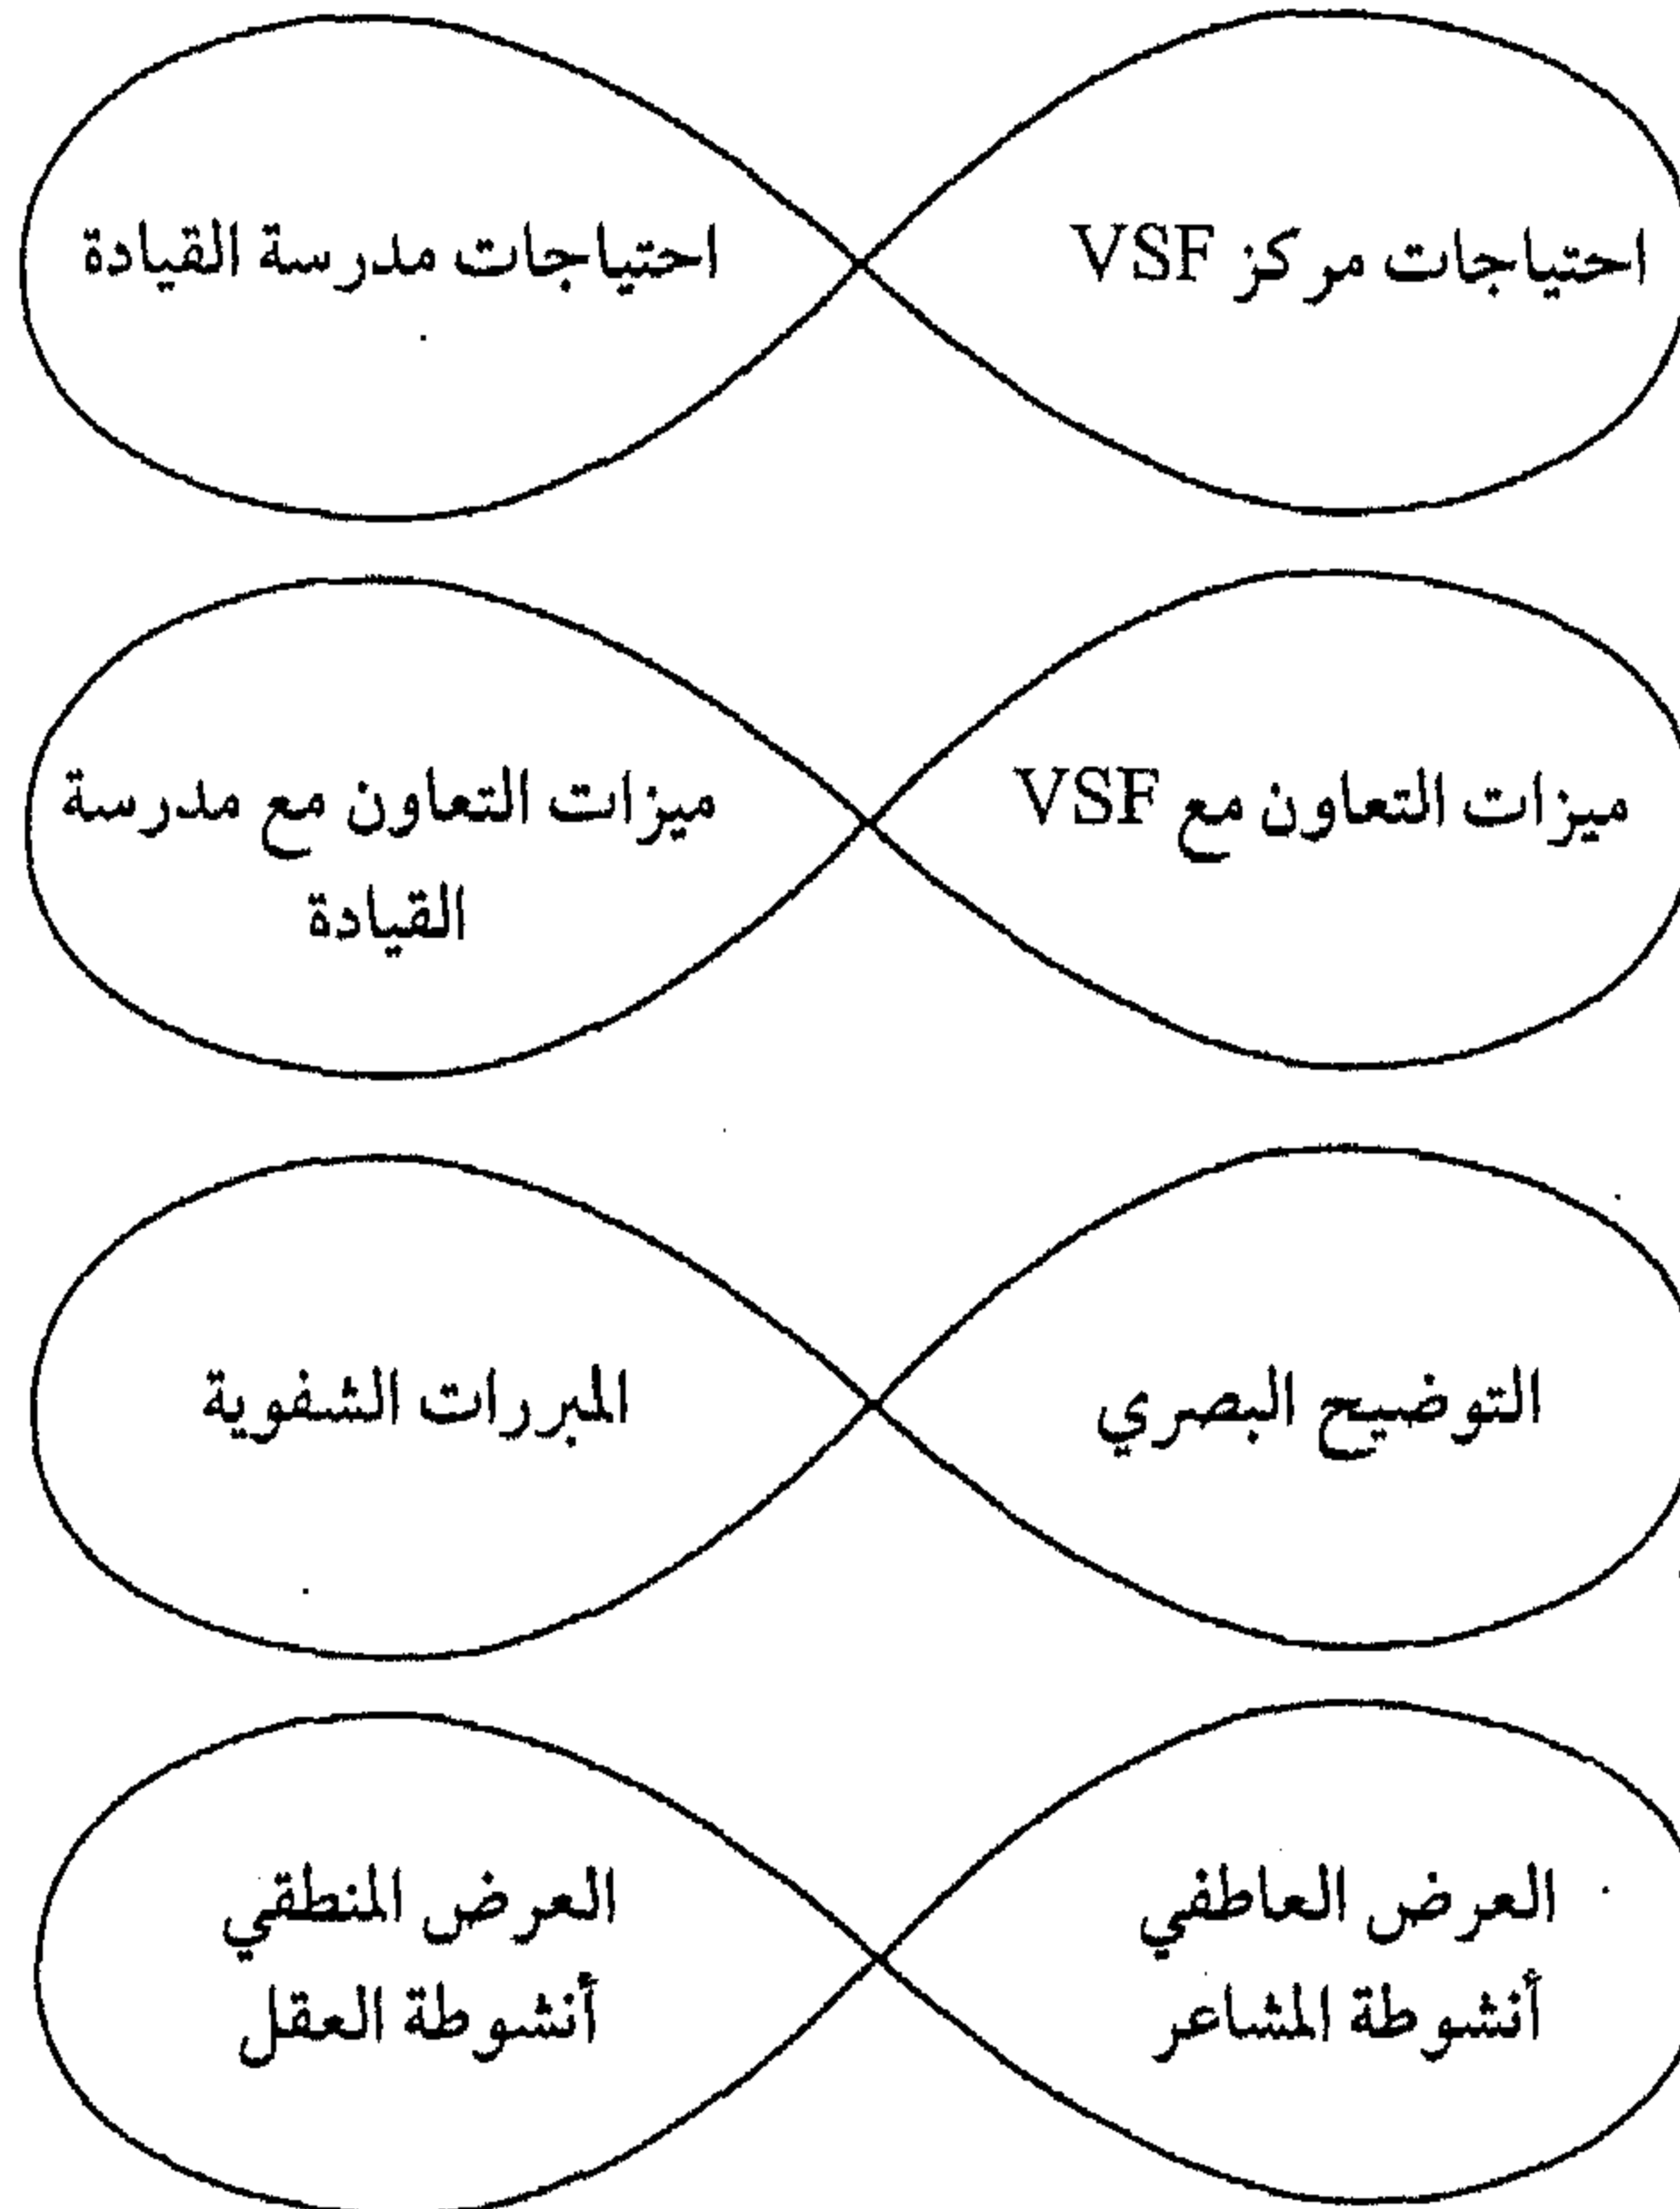 احتياجات مركز VSF
احتياجات مدرسة القيادة
ميزات التعاون مع VSF
ميزات التعاون مع مدرسة
القيادة
التوضيح البصري
المبررات الشفوية
العرض العاطفي
أنشوطة المشاعر
العرض المنطقي
أنشوطة العقل